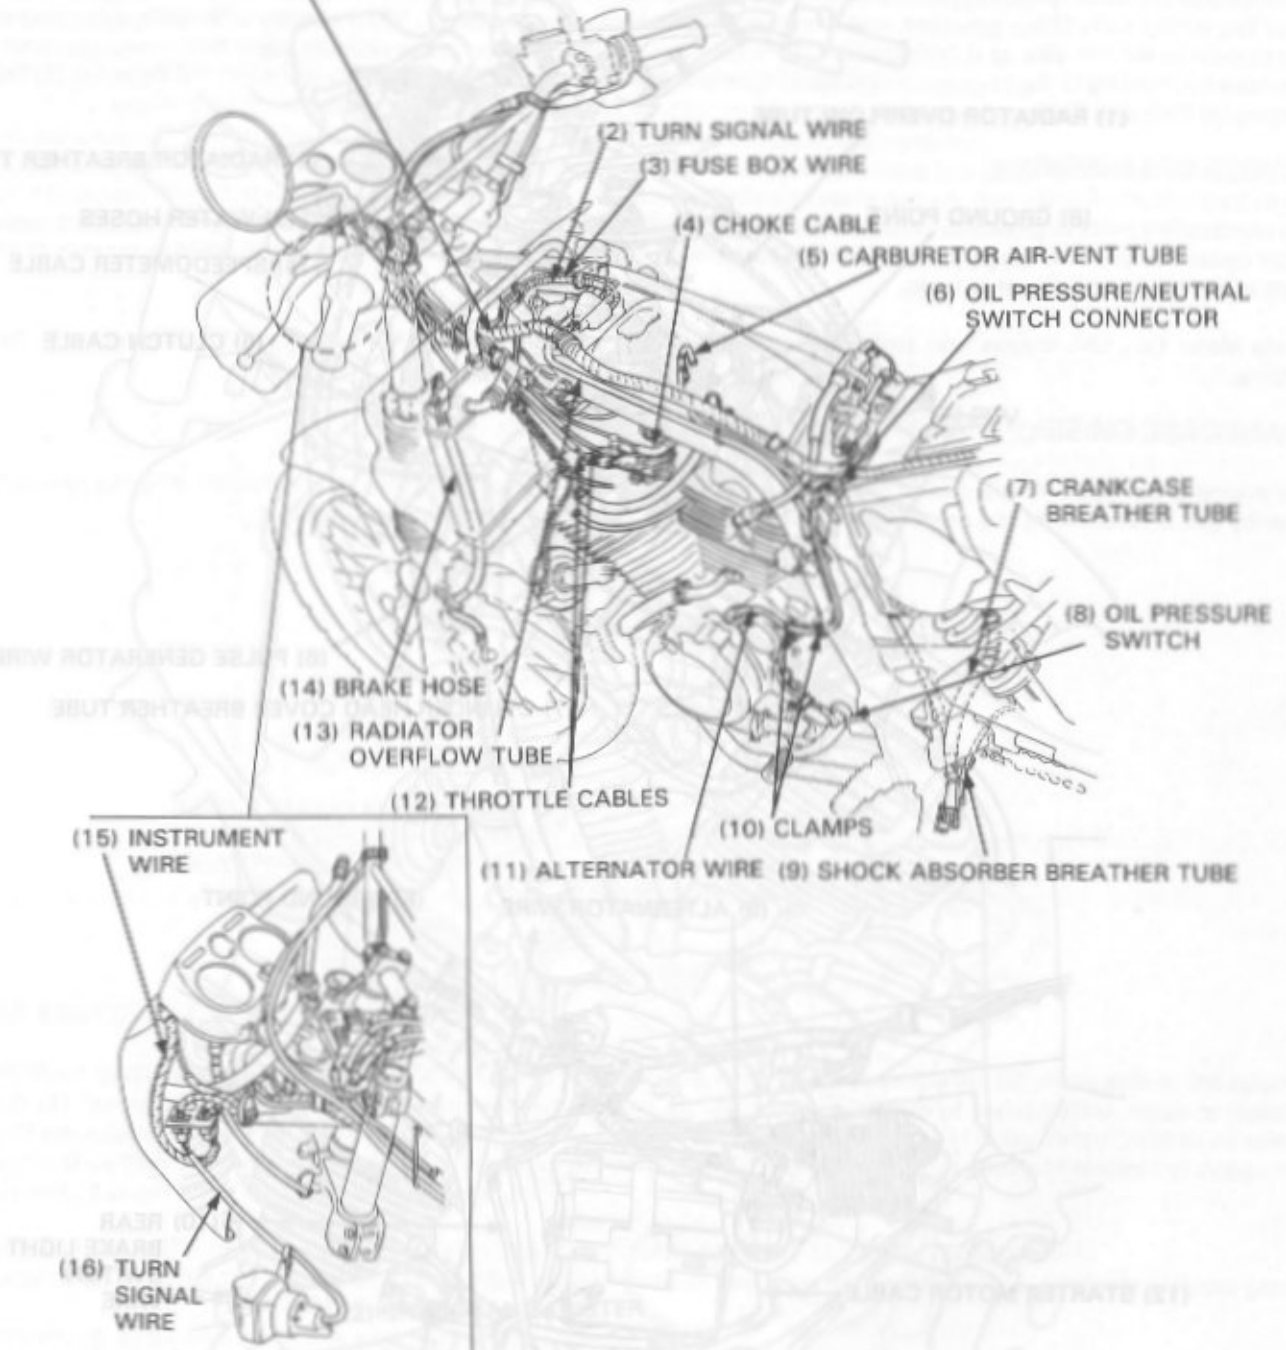 (2) TURN SIGNAL WIRE
(3) FUSE BOX WIRE
(4) CHOKE CABLE
(5) CARBURETOR AIR-VENT TUBE
(6) OIL PRESSURE/NEUTRAL
SWITCH CONNECTOR
(7) CRANKCASE
BREATHER TUBE
(8) OIL PRESSURE
SWITCH
(14) BRAKE HOSE
(13) RADIATOR
OVERFLOW TUBE
(12) THROTTLE CABLES
(10) CLAMPS
(11) ALTERNATOR WIRE
(9) SHOCK ABSORBER BREATHER TUBE
(15) INSTRUMENT
WIRE
(16) TURN
SIGNAL
WIRE